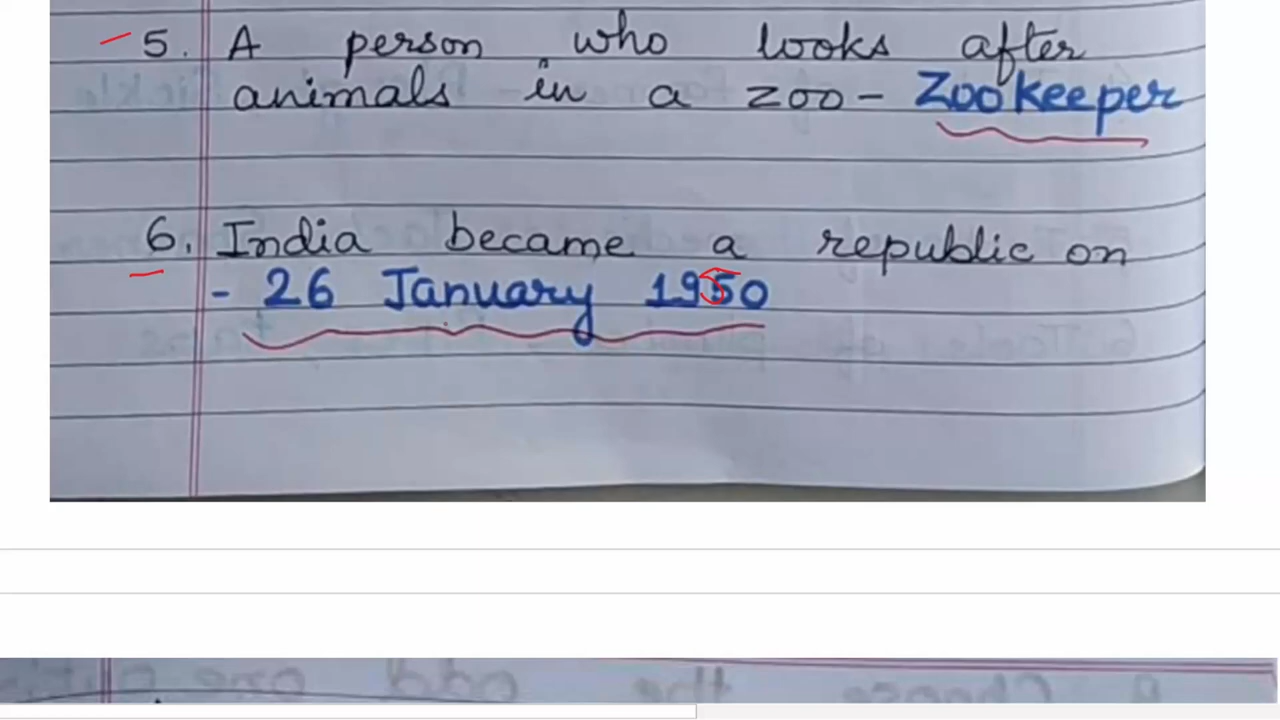 5. A person who looks after
animals in a zoo - Zookeeper
6. India became a republic on
- 26 January 1950